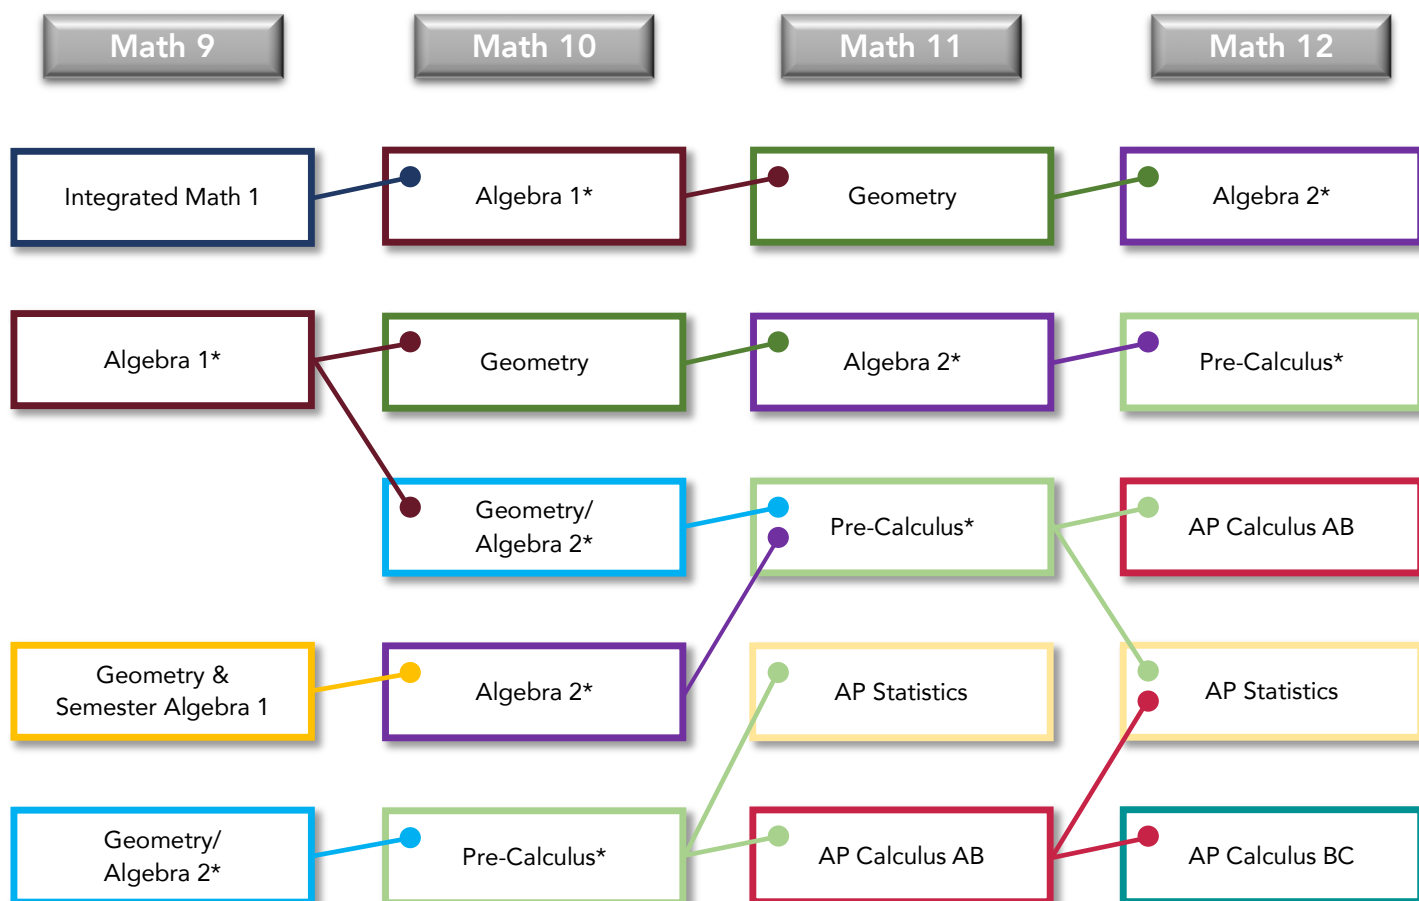 Math 9
Math 10
Math 11
Math 12
Integrated Math 1
Algebra 1*
Geometry
Algebra 2*
Algebra 1*
Geometry
Algebra 2*
Pre-Calculus*
Geometry/
Algebra 2*
Pre-Calculus*
AP Calculus AB
Geometry &
Semester Algebra 1
Algebra 2*
AP Statistics
AP Statistics
Geometry/
Algebra 2*
Pre-Calculus*
AP Calculus AB
AP Calculus BC